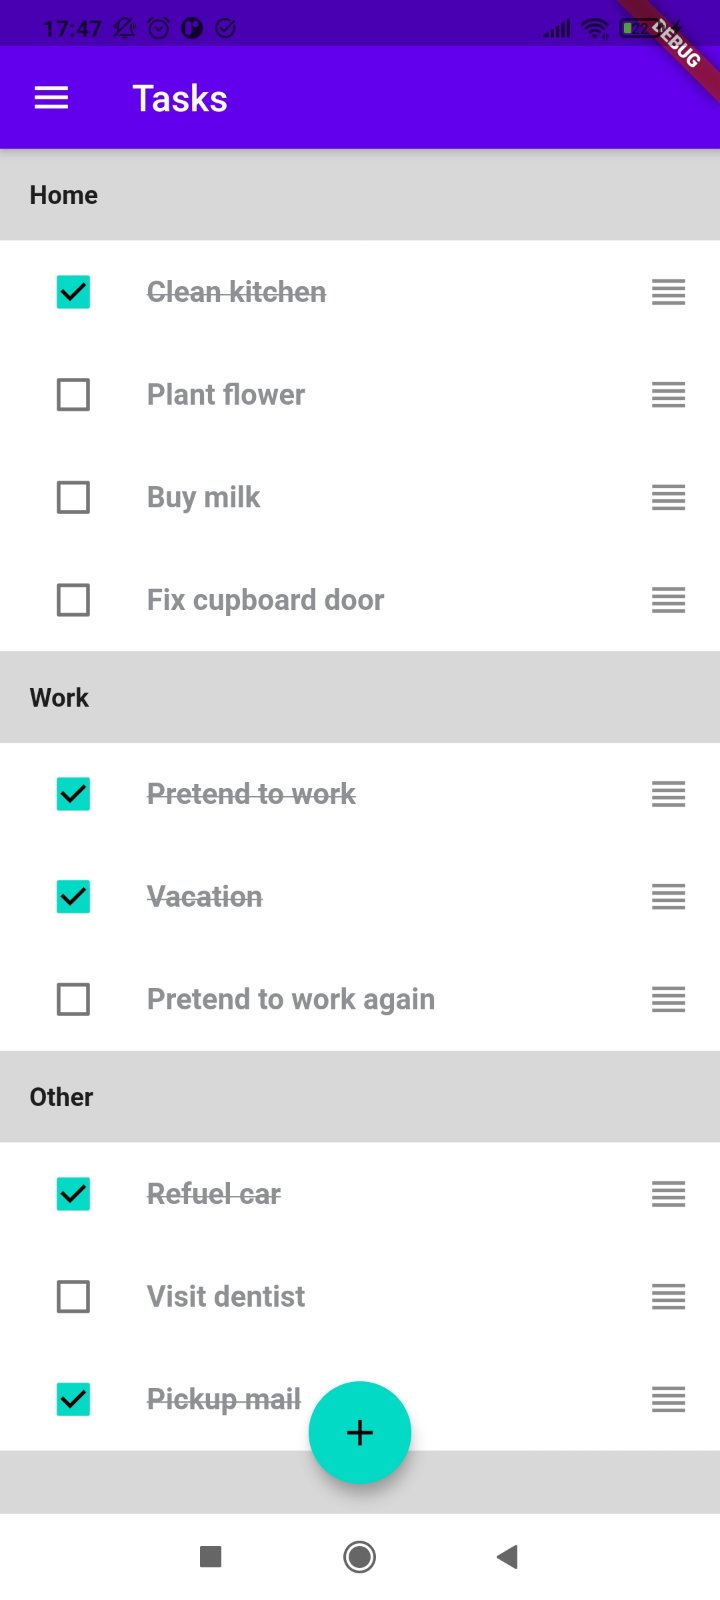 17:47
22
DEBUG
Tasks
Home
Clean kitchen
Plant flower
Buy milk
Fix cupboard door
Work
Pretend to work
Vacation
Pretend to work again
Other
Refuel car
Visit dentist
Pickup mail